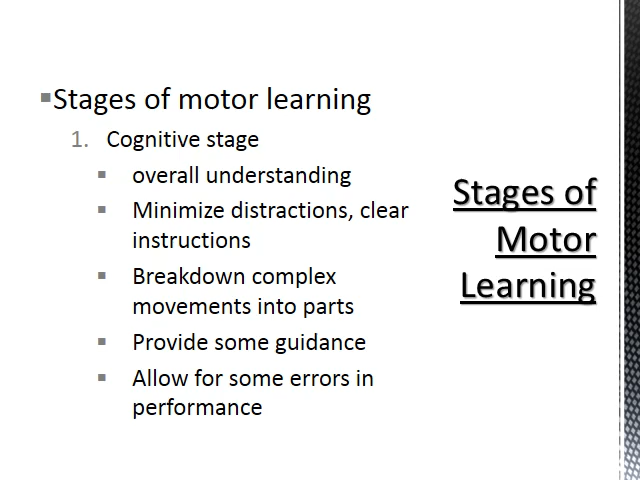 ▪Stages of motor learning
1. Cognitive stage
▪ overall understanding
▪ Minimize distractions, clear
instructions
▪ Breakdown complex
movements into parts
▪ Provide some guidance
▪ Allow for some errors in
performance
Stages of
Motor
Learning